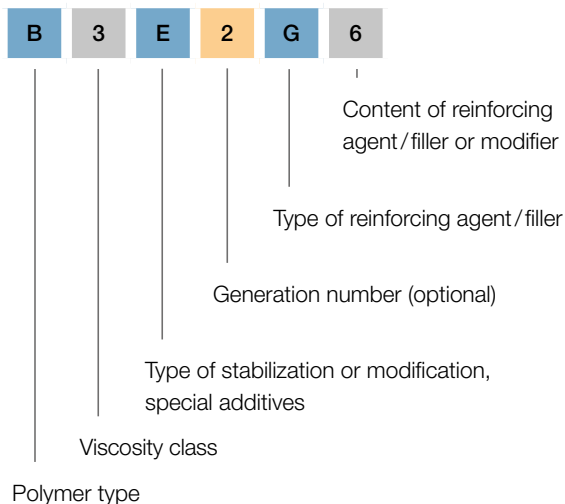 B 3 E 2 G 6
Content of reinforcing
agent/filler or modifier
Type of reinforcing agent/filler
Generation number (optional)
Type of stabilization or modification,
special additives
Viscosity class
Polymer type